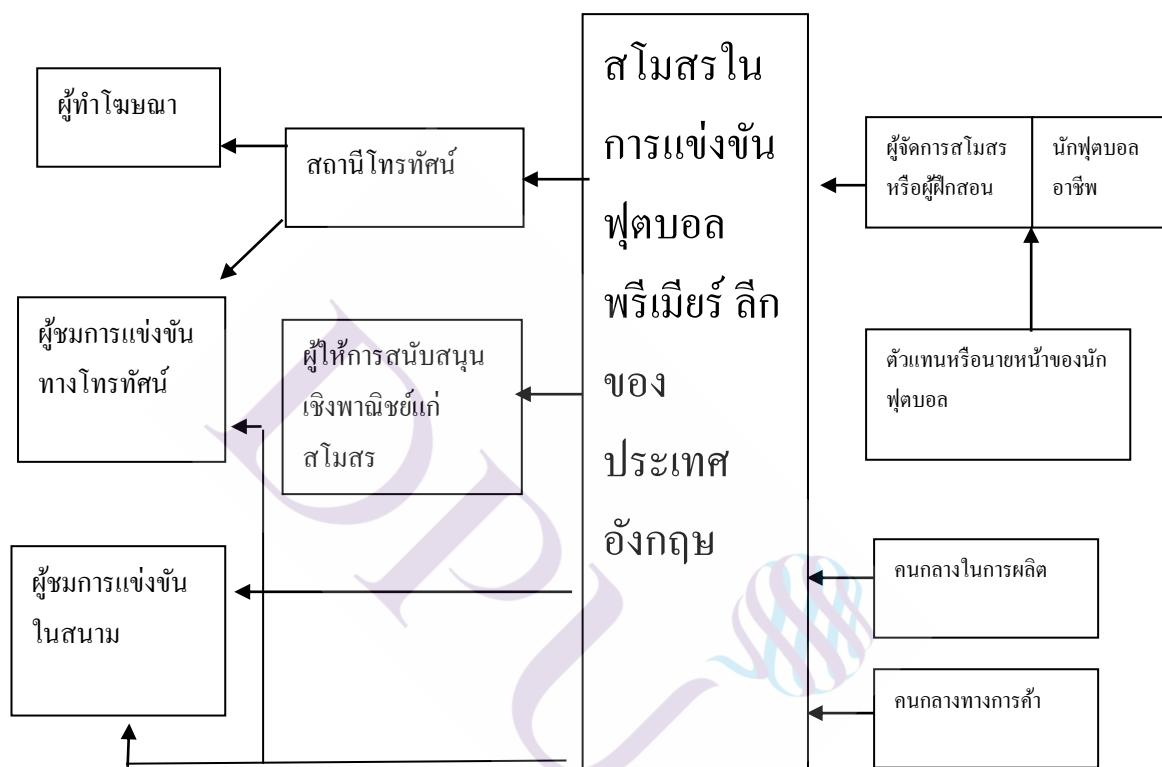 ผู้ทำโฆษณา
สถานีโทรทัศน์
ผู้ชมการแข่งขัน
ทางโทรทัศน์
ผู้ให้การสนับสนุน
เชิงพาณิชย์แก่
สโมสร
ผู้ชมการแข่งขัน
ในสนาม
สโมสรใน
การแข่งขัน
ฟุตบอล
พรีเมียร์ ลีก
ของ
ประเทศ
อังกฤษ
ผู้จัดการสโมสร
หรือผู้ฝึกสอน
นักฟุตบอล
อาชีพ
ตัวแทนหรือนายหน้าของนัก
ฟุตบอล
คนกลางในการผลิต
คนกลางทางการค้า
DPU